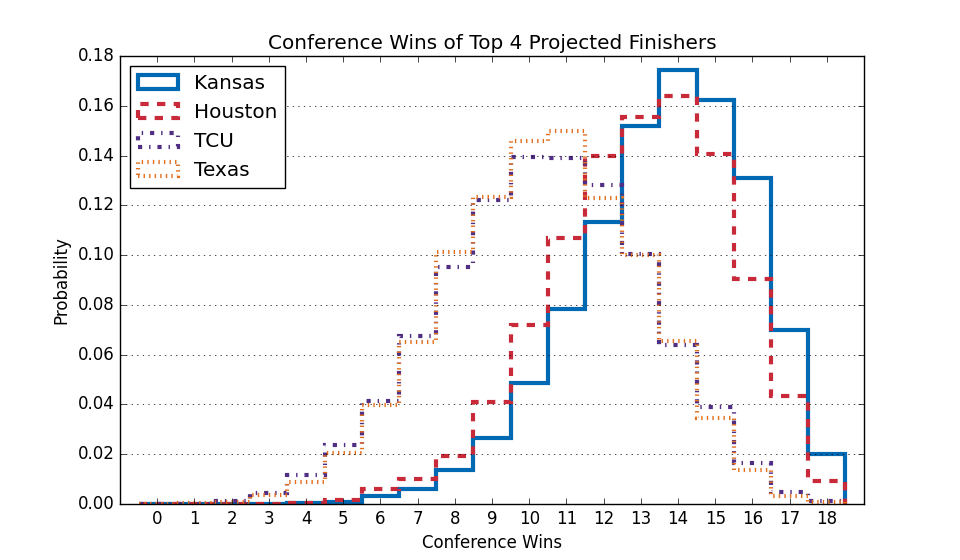 Conference Wins of Top 4 Projected Finishers
0.18
0.16
0.14
0.12
0.10
0.08
0.06
0.04
0.02
0.00
Probability
Kansas
Houston
TCU
Texas
0 1 2 3 4 5 6 7 8 9 10 11 12 13 14 15 16 17 18
Conference Wins